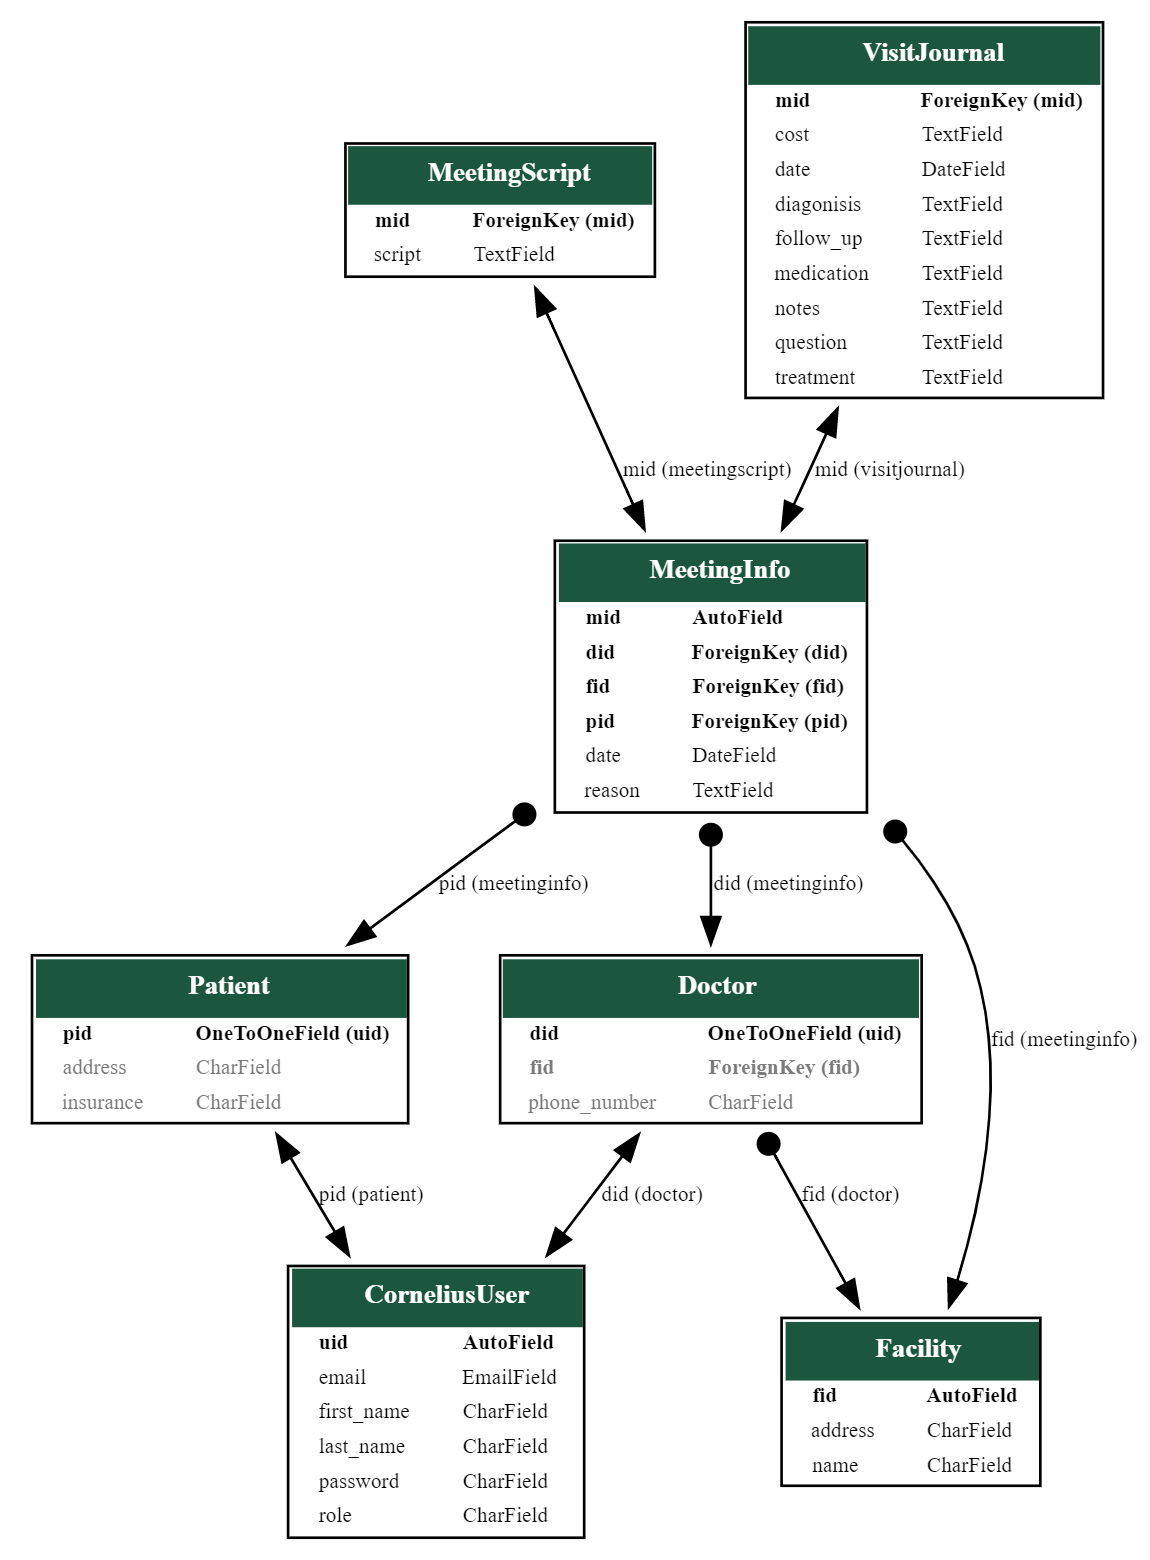 VisitJournal
mid ForeignKey (mid)
cost TextField
date DateField
diagonisis TextField
follow_up TextField
medication TextField
notes TextField
question TextField
treatment TextField
MeetingScript
mid ForeignKey (mid)
script TextField
mid (meetingscript)
mid (visitjournal)
MeetingInfo
mid AutoField
did ForeignKey (did)
fid ForeignKey (fid)
pid ForeignKey (pid)
date DateField
reason TextField
pid (meetinginfo)
did (meetinginfo)
fid (meetinginfo)
Patient
pid OneToOneField (uid)
address CharField
insurance CharField
Doctor
did OneToOneField (uid)
fid ForeignKey (fid)
phone_number CharField
pid (patient)
did (doctor)
fid (doctor)
CorneliusUser
uid AutoField
email EmailField
first_name CharField
last_name CharField
password CharField
role CharField
Facility
fid AutoField
address CharField
name CharField